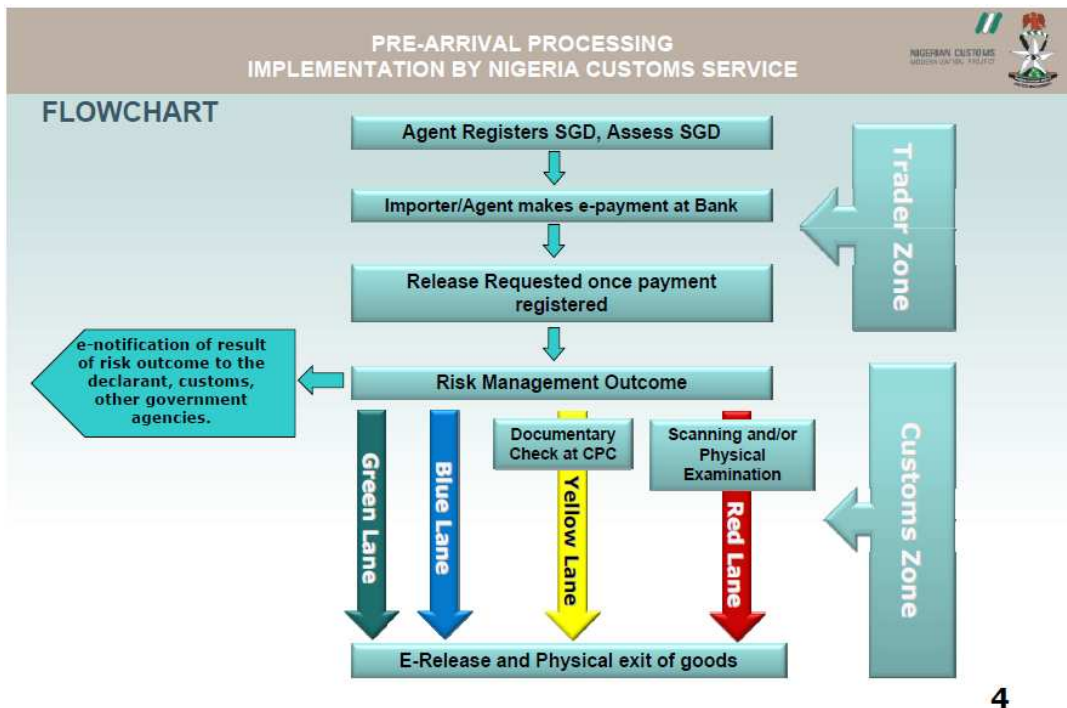 PRE-ARRIVAL PROCESSING
IMPLEMENTATION BY NIGERIA CUSTOMS SERVICE
NIGERIAN CUSTOMS
FLOWCHART
Agent Registers SGD, Assess SGD
Importer/Agent makes e-payment at Bank
Release Requested once payment
registered
Trader Zone
e-notification of result
of risk outcome to the
declarant, customs,
other government
agencies.
Risk Management Outcome
Green Lane
Blue Lane
Documentary
Check at CPC
Yellow Lane
Scanning and/or
Physical
Examination
Red Lane
Customs Zone
E-Release and Physical exit of goods
4